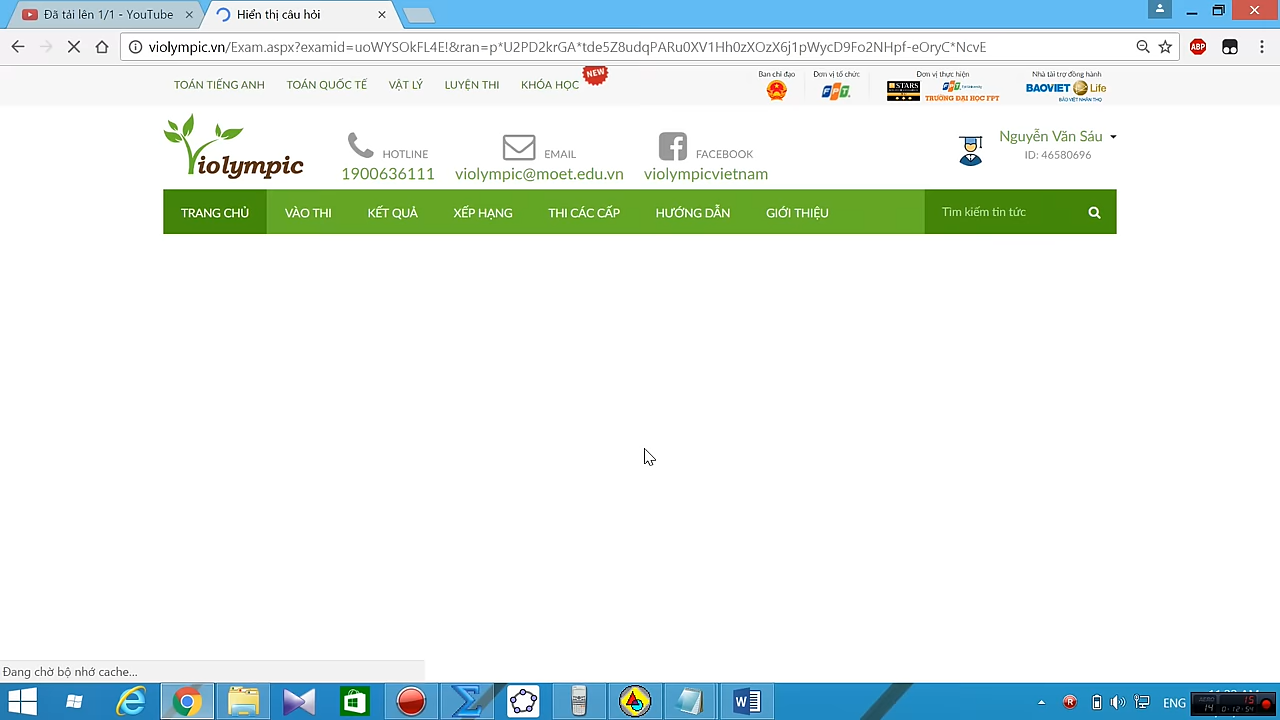 Đã tải lên 1/1 - YouTube
Hiển thị câu hỏi
violympic.vn/Exam.aspx?examid=uoWYSOkFL4E!&ran=p*U2PD2krGA*tde5Z8udqPARu0XV1Hh0zXOzX6j1pWycD9Fo2NHpf-eOryC*NcvE
ABP
TOÁN TIẾNG ANH TOÁN QUỐC TẾ VẬT LÝ LUYỆN THI KHÓA HỌC NEW
Ban chỉ đạo Đơn vị tổ chức Đơn vị thực hiện Nhà tài trợ đồng hành
FPT STARS TRƯỜNG ĐẠI HỌC FPT BAOVIET Life
BẢO VIỆT NHÂN THỌ
Violympic
HOTLINE
1900636111
EMAIL
violympic@moet.edu.vn
FACEBOOK
violympicvietnam
Nguyễn Văn Sáu
ID: 46580696
TRANG CHỦ VÀO THI KẾT QUẢ XẾP HẠNG THI CÁC CẤP HƯỚNG DẪN GIỚI THIỆU Tìm kiếm tin tức
Đang chờ bộ nhớ cache...
ENG